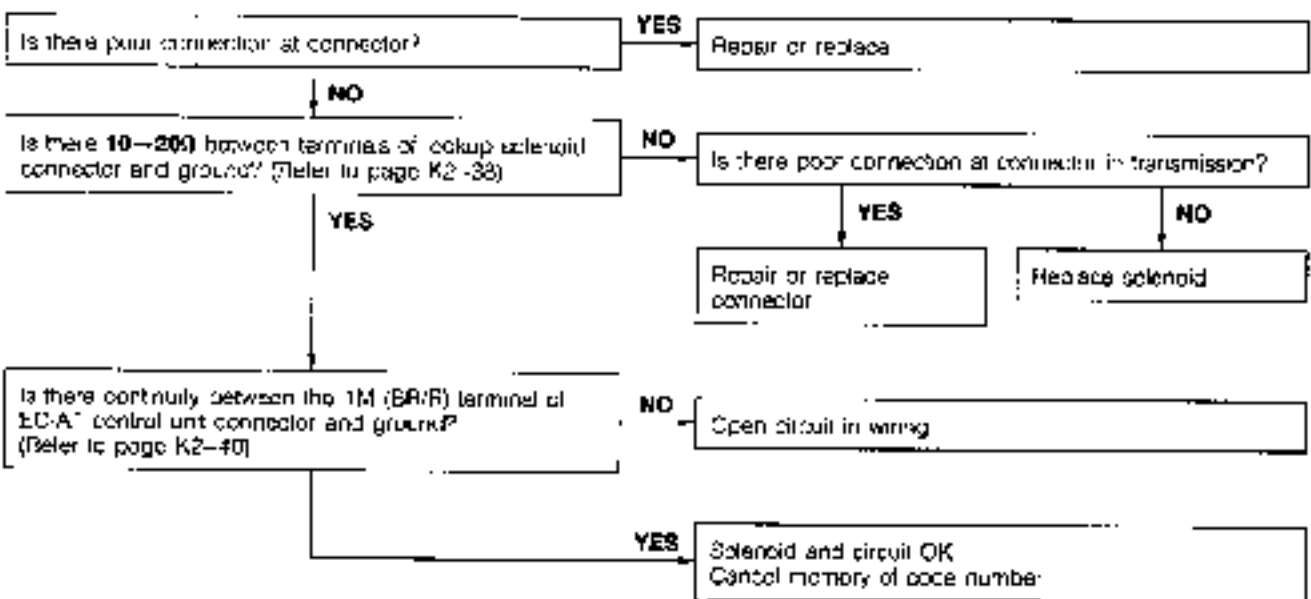 Is there poor connection at connector?
YES
Repair or replace
NO
Is there between terminals of lockup solenoid
connector and ground? (Refer to page K2-38)
NO
Is there poor connection at connector in transmission?
YES
YES
NO
Repair or replace
connector
Replace solenoid
Is there continuity between the 1M (BR/R) terminal of
EC-AT control unit connector and ground?
(Refer to page K2-40)
NO
Open circuit in wiring
YES
Solenoid and circuit OK
Cancel memory of code number